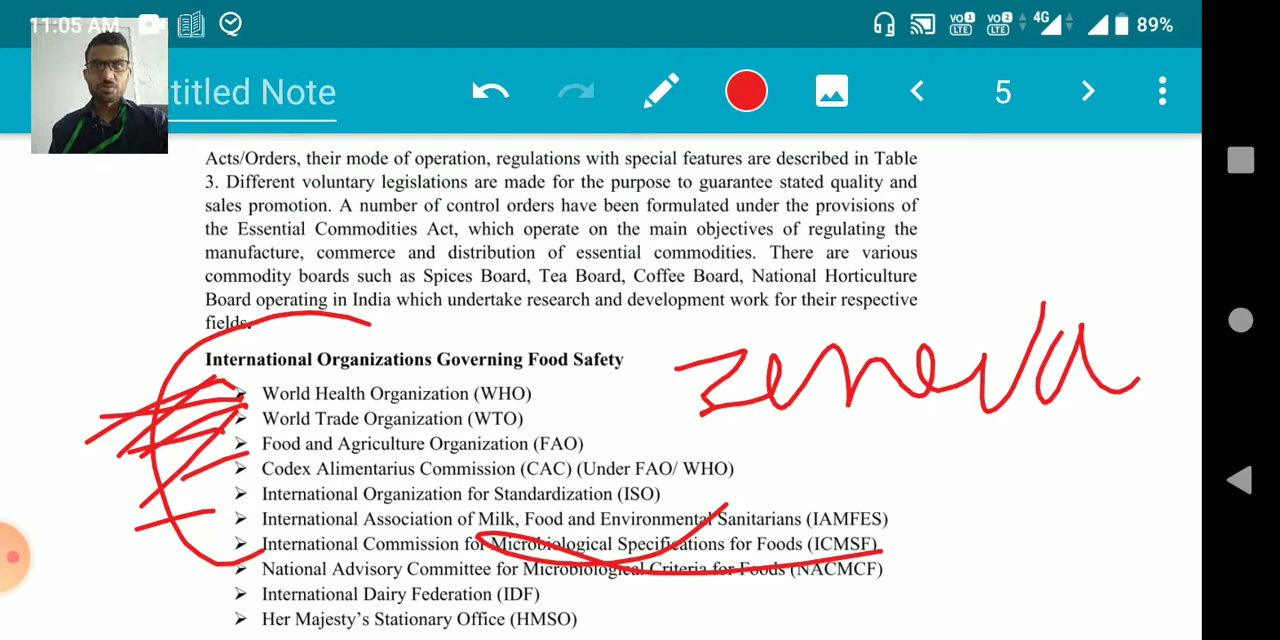 11:05 AM
VO 1 LTE VO 2 LTE 4G 89%
titled Note
5
Acts/Orders, their mode of operation, regulations with special features are described in Table
3. Different voluntary legislations are made for the purpose to guarantee stated quality and
sales promotion. A number of control orders have been formulated under the provisions of
the Essential Commodities Act, which operate on the main objectives of regulating the
manufacture, commerce and distribution of essential commodities. There are various
commodity boards such as Spices Board, Tea Board, Coffee Board, National Horticulture
Board operating in India which undertake research and development work for their respective
fields.
International Organizations Governing Food Safety
zeneva
➤ World Health Organization (WHO)
➤ World Trade Organization (WTO)
➤ Food and Agriculture Organization (FAO)
➤ Codex Alimentarius Commission (CAC) (Under FAO/ WHO)
➤ International Organization for Standardization (ISO)
➤ International Association of Milk, Food and Environmental Sanitarians (IAMFES)
➤ International Commission for Microbiological Specifications for Foods (ICMSF)
➤ National Advisory Committee for Microbiological Criteria for Foods (NACMCF)
➤ International Dairy Federation (IDF)
➤ Her Majesty's Stationary Office (HMSO)